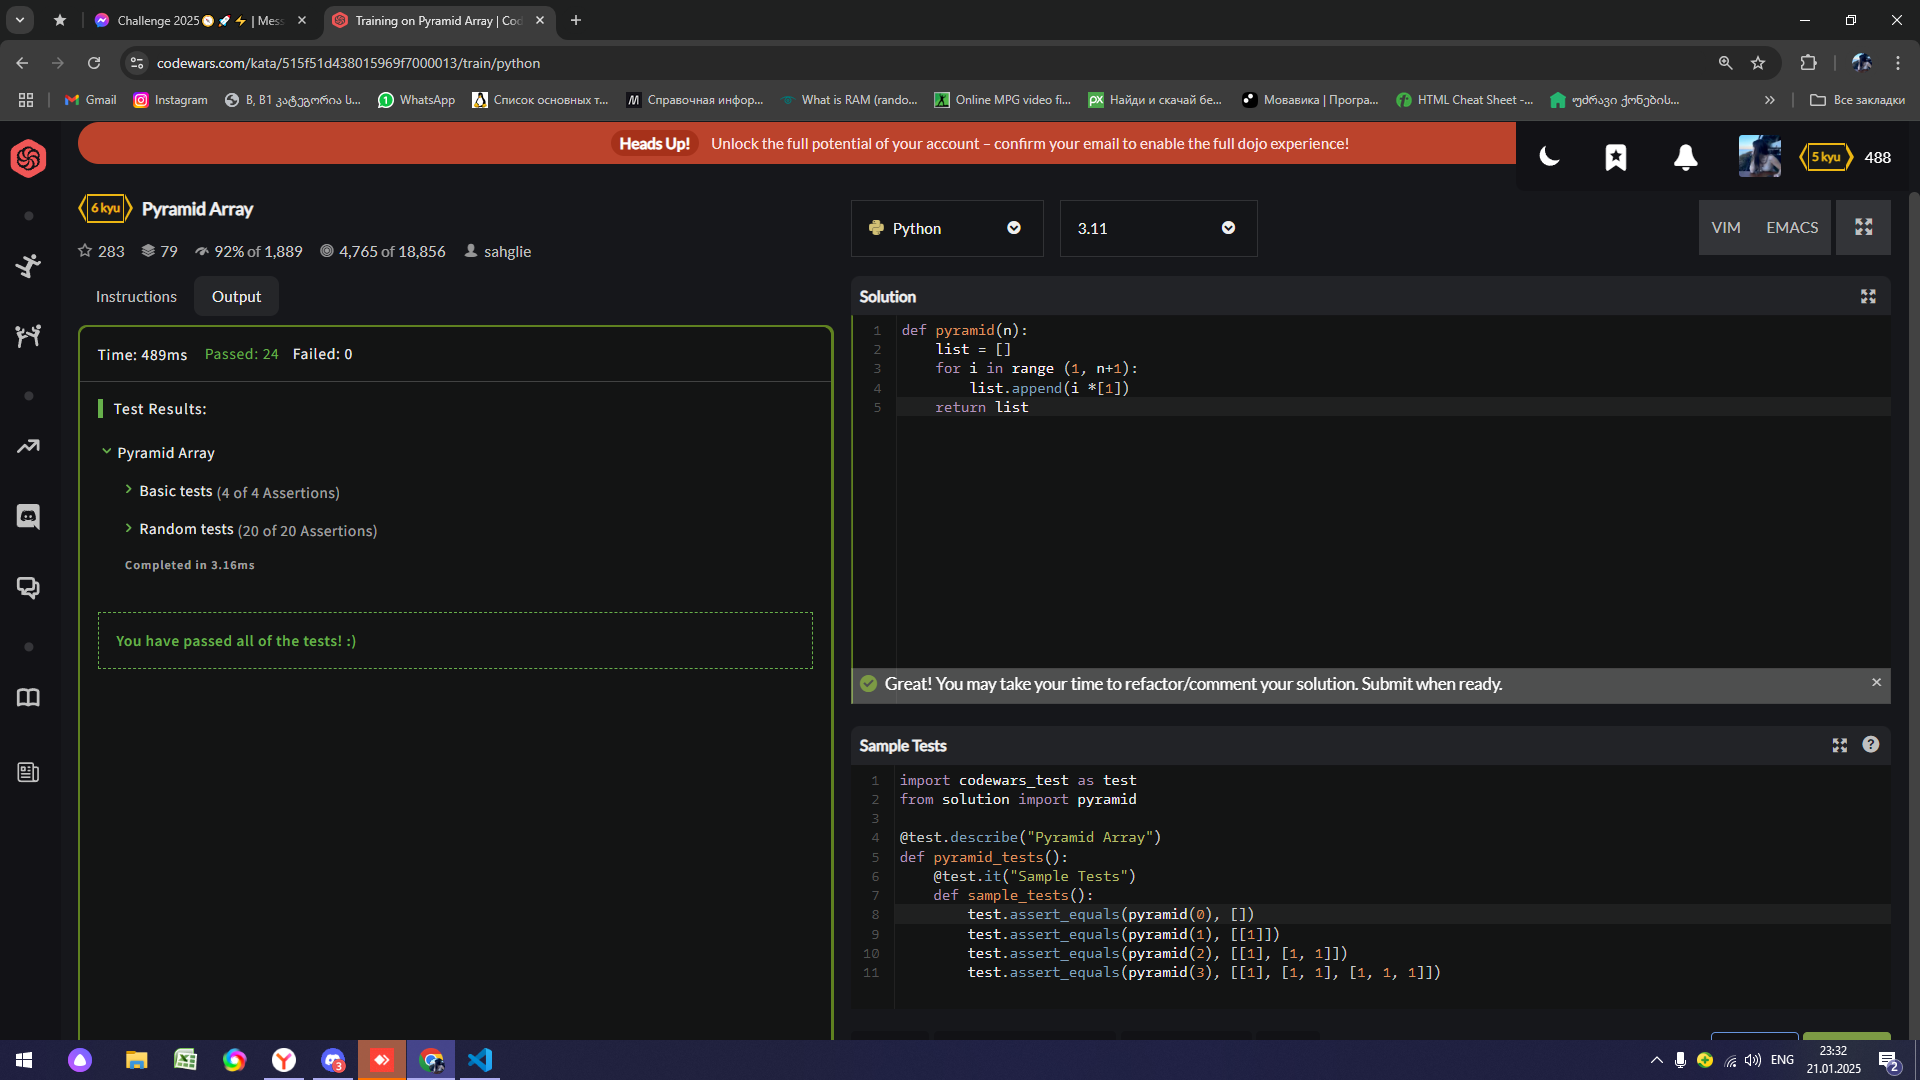 Challenge 2025 | Mess
Training on Pyramid Array | Cod
codewars.com/kata/515f51d438015969f7000013/train/python
Gmail
Instagram
B, B1 კატეგორია ს...
WhatsApp
Список основных т...
Справочная инфор...
What is RAM (rando...
Online MPG video fi...
Найди и скачай бе...
Мовавика | Програ...
HTML Cheat Sheet -...
უძრავი ქონების...
Все закладки
Heads Up! Unlock the full potential of your account – confirm your email to enable the full dojo experience!
5 kyu 488
6 kyu Pyramid Array
283 79 92% of 1,889 4,765 of 18,856 sahglie
Instructions Output
Time: 489ms Passed: 24 Failed: 0
Test Results:
Pyramid Array
Basic tests (4 of 4 Assertions)
Random tests (20 of 20 Assertions)
Completed in 3.16ms
You have passed all of the tests! :)
Python
3.11
VIM EMACS
Solution
1 def pyramid(n):
2 list = []
3 for i in range (1, n+1):
4 list.append(i *[1])
5 return list
Great! You may take your time to refactor/comment your solution. Submit when ready.
Sample Tests
1 import codewars_test as test
2 from solution import pyramid
3
4 @test.describe("Pyramid Array")
5 def pyramid_tests():
6 @test.it("Sample Tests")
7 def sample_tests():
8 test.assert_equals(pyramid(0), [])
9 test.assert_equals(pyramid(1), [[1]])
10 test.assert_equals(pyramid(2), [[1], [1, 1]])
11 test.assert_equals(pyramid(3), [[1], [1, 1], [1, 1, 1]])
3
ENG
23:32
21.01.2025
2